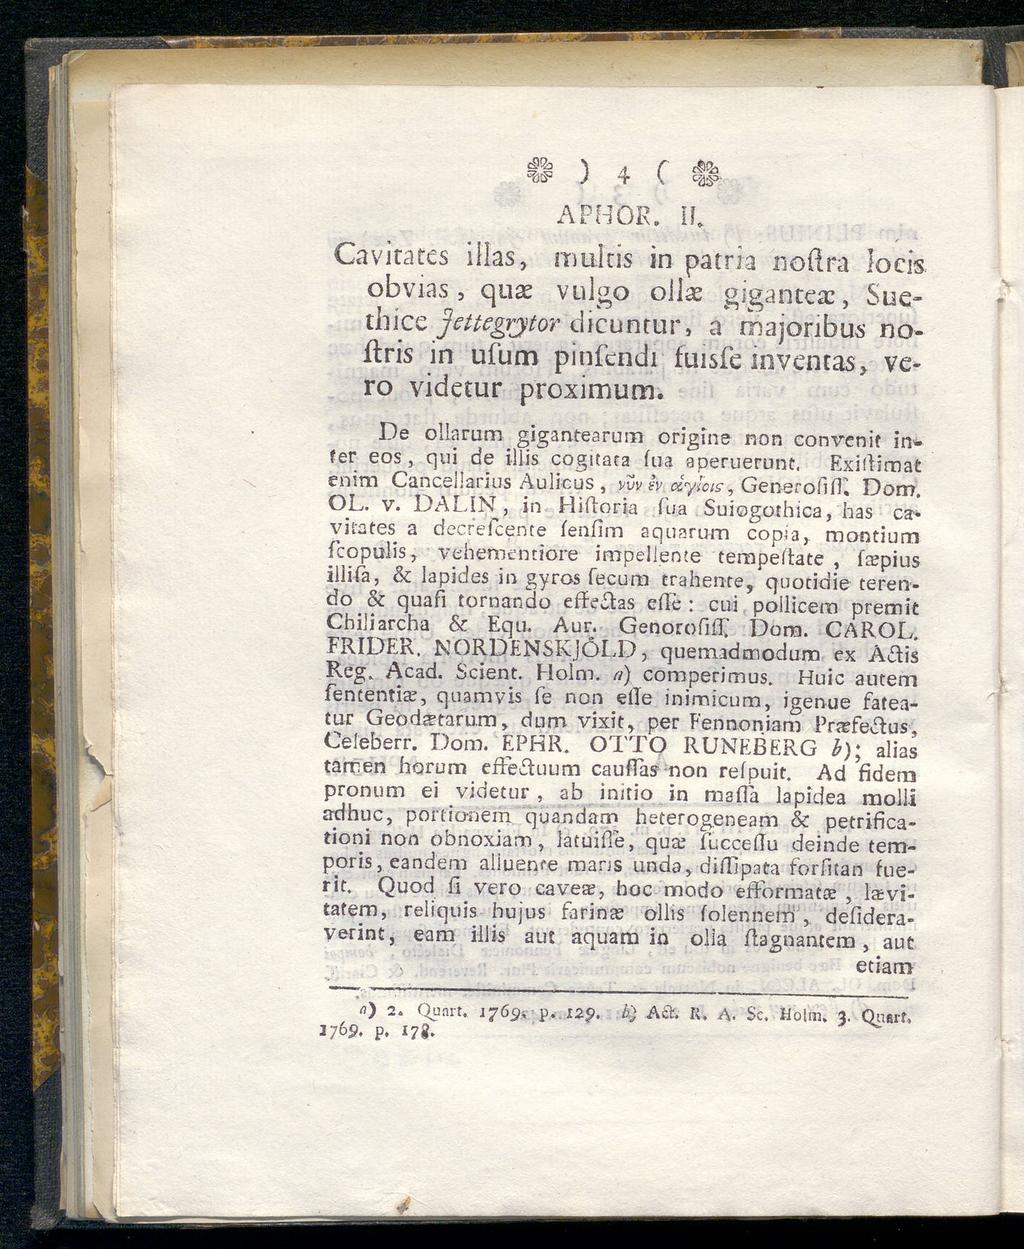 ) 4 (
APHOR. II.
Cavitates illas, multis in patria noſtra locis
obvias, quæ vulgo ollæ giganteæ, Sue-
thice Jettegrytor dicuntur, a majoribus no-
ſtris in uſum pinſendi fuisſe inventas, ve-
ro videtur proximum.
De ollarum gigantearum origine non convenit in-
ter eos, qui de illis cogitata ſua aperuerunt. Exiſtimat
enim Cancellarius Aulicus, νῦν ἐν ἁγίοις, Generoſiſſ. Dom.
OL. v. DALIN, in Hiſtoria ſua Suiogothica, has ca-
vitates a decreſcente ſenſim aquarum copia, montium
ſcopulis, vehementiore impellente tempeſtate, ſæpius
illiſa, & lapides in gyros ſecum trahente, quotidie teren-
do & quaſi tornando effectas eſſe: cui pollicem premit
Chiliarcha & Equ. Aur. Genoroſiſſ. Dom. CAROL.
FRIDER. NORDENSKJÖLD, quemadmodum ex Actis
Reg. Acad. Scient. Holm. a) comperimus. Huic autem
ſententiæ, quamvis ſe non eſſe inimicum, igenue fatea-
tur Geodætarum, dum vixit, per Fennoniam Præfectus,
Celeberr. Dom. EPHR. OTTO RUNEBERG b); alias
tamen horum effectuum cauſſas non reſpuit. Ad fidem
pronum ei videtur, ab initio in maſſa lapidea molli
adhuc, portionem quandam heterogeneam & petrifica-
tioni non obnoxiam, latuiſſe, quæ ſucceſſu deinde tem-
poris, eandem alluente maris unda, diſſipata forſitan fue-
rit. Quod ſi vero caveæ, hoc modo efformatæ, lævi-
tatem, reliquis hujus farinæ ollis ſolennem, deſidera-
verint, eam illis aut aquam in olla ſtagnantem, aut
etiam
a) 2. Quart. 1769. p. 129. b) Act. R. A. Sc. Holm. 3. Quart.
1769. p. 178.